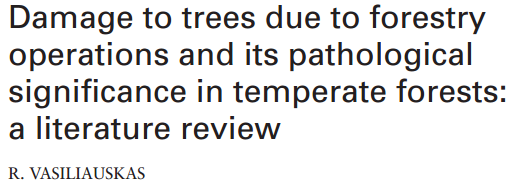 Damage to trees due to forestry
operations and its pathological
significance in temperate forests:
a literature review
R. VASILIAUSKAS